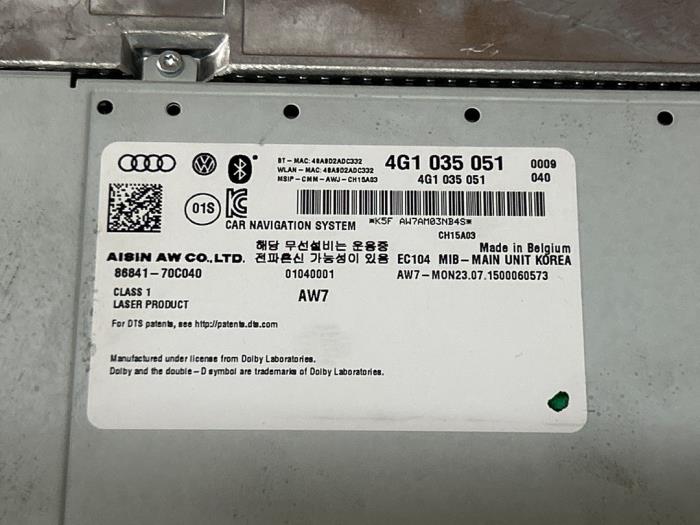 BT-MAC: 48A9D2ADC332
WLAN-MAC: 48A9D2ADC332
MSIP-CMM-AWJ-CH15A03
4G1 035 051 0009
4G1 035 051 040
01S
*K5F AW7AM03NB4S*
CAR NAVIGATION SYSTEM
CH15A03
해당 무선설비는 운용중 Made in Belgium
AISIN AW CO., LTD. 전파혼신 가능성이 있음 EC104 MIB-MAIN UNIT KOREA
86841-70C040 01040001 AW7-MON23.07.1500060573
CLASS 1 AW7
LASER PRODUCT
For DTS patents, see http://patents.dts.com
Manufactured under license from Dolby Laboratories.
Dolby and the double-D symbol are trademarks of Dolby Laboratories.